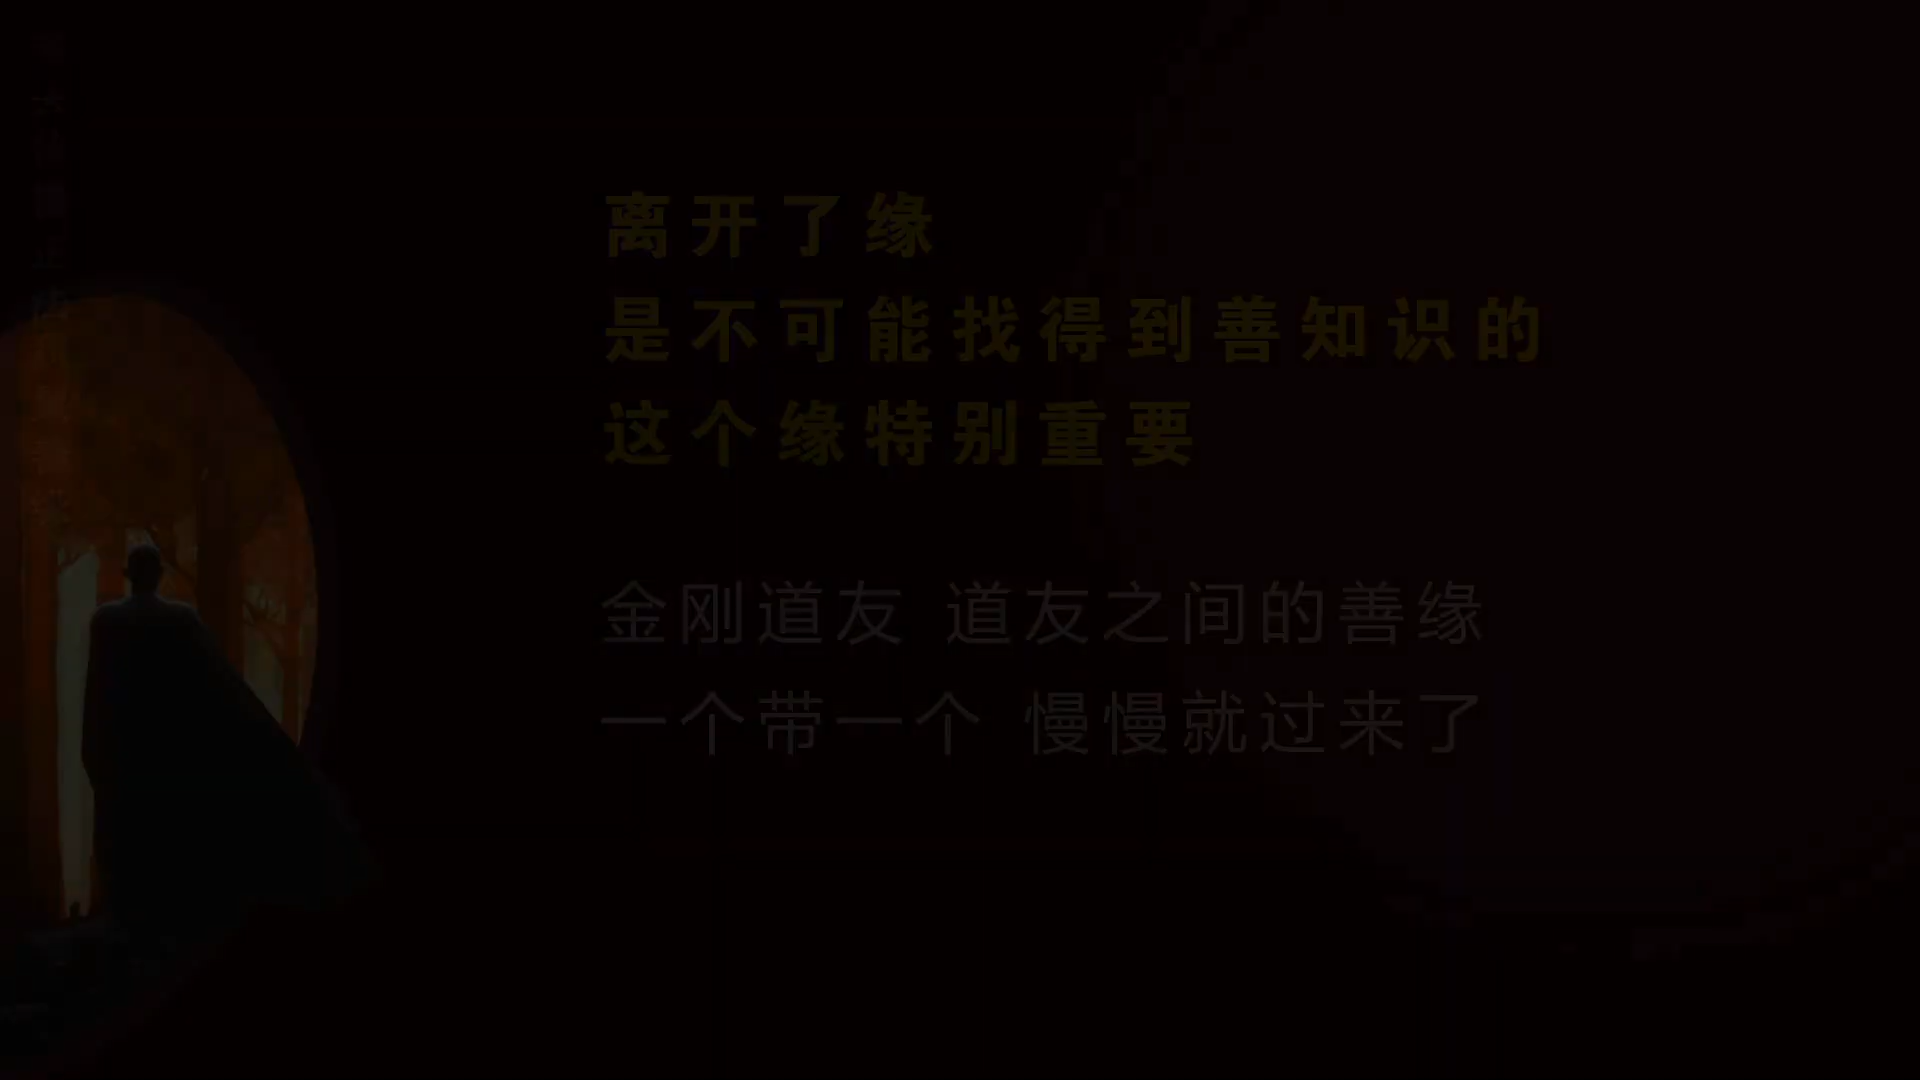 离开了缘
是不可能找得到善知识的
这个缘特别重要
金刚道友 道友之间的善缘
一个带一个 慢慢就过来了